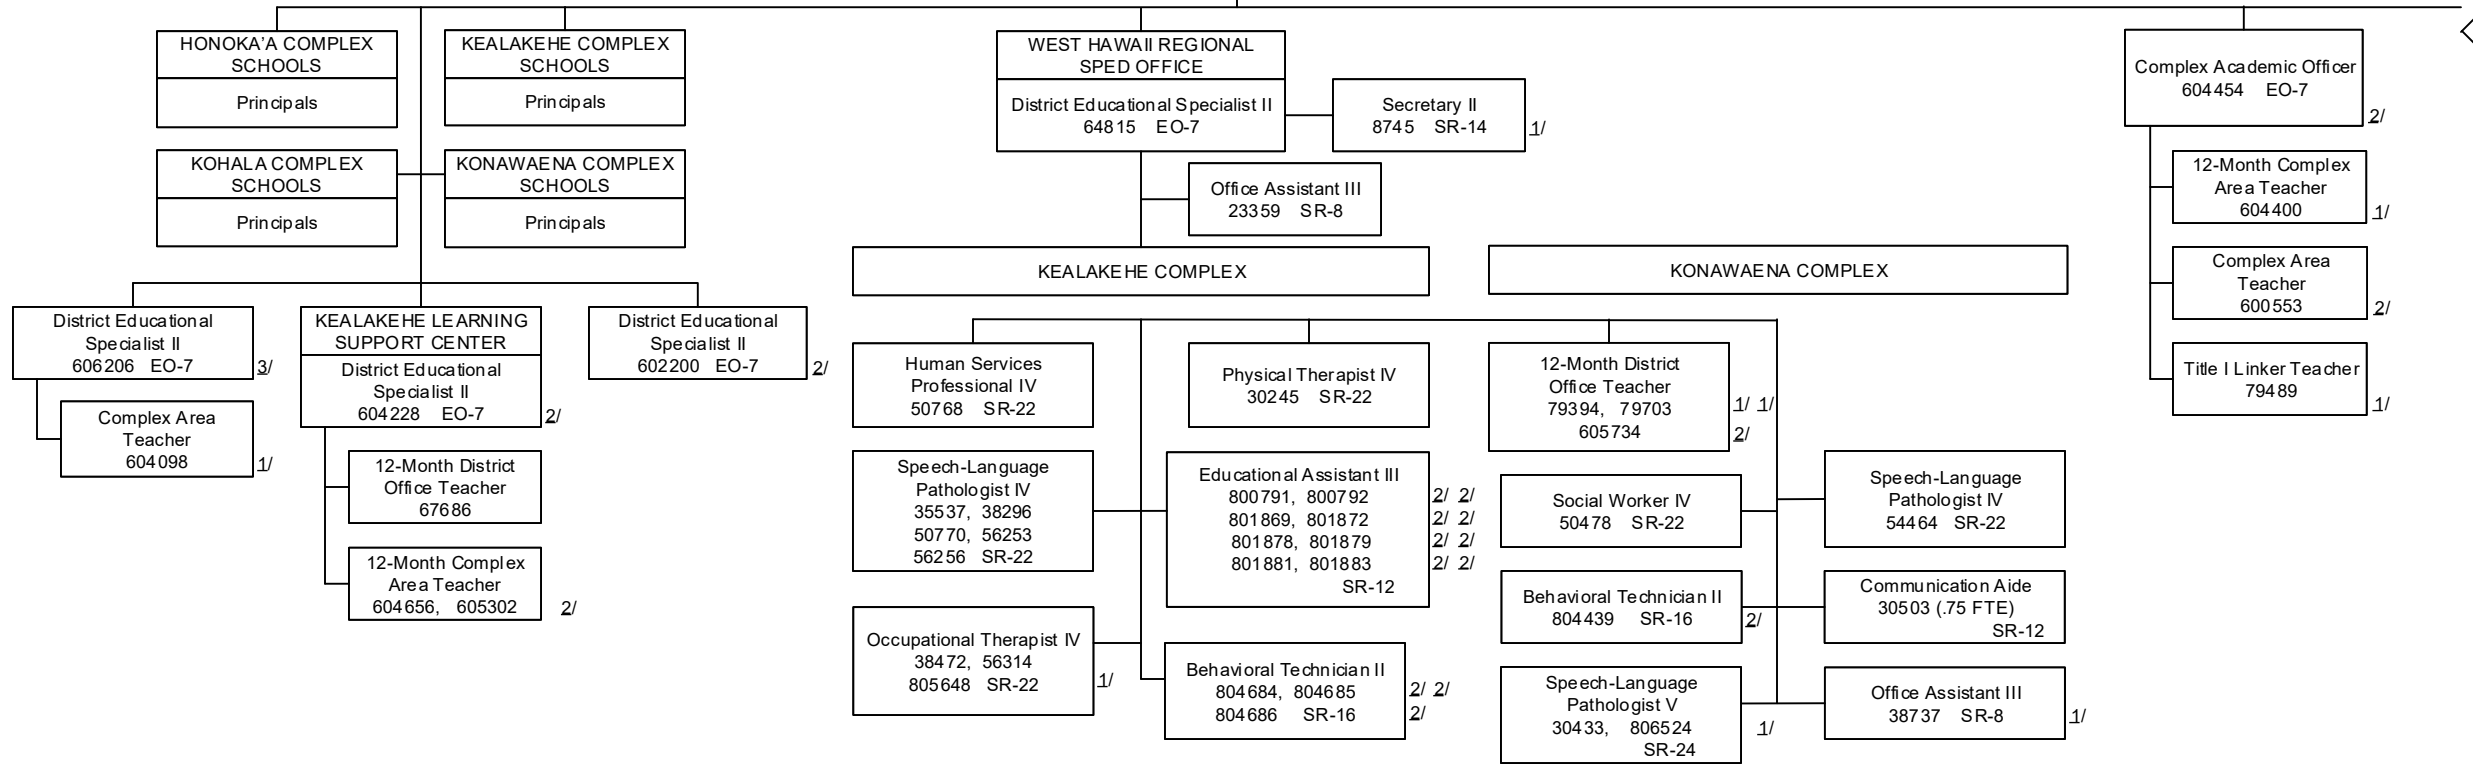 HONOKA'A COMPLEX
SCHOOLS
Principals
KEALAKEHE COMPLEX
SCHOOLS
Principals
KOHALA COMPLEX
SCHOOLS
Principals
KONAWAENA COMPLEX
SCHOOLS
Principals
District Educational
Specialist II
606206 EO-7
3/
Complex Area
Teacher
604098
1/
KEALAKEHE LEARNING
SUPPORT CENTER
District Educational
Specialist II
604228 EO-7
2/
12-Month District
Office Teacher
67686
12-Month Complex
Area Teacher
604656, 605302
2/
District Educational
Specialist II
602200 EO-7
2/
WEST HAWAII REGIONAL
SPED OFFICE
District Educational Specialist II
64815 EO-7
Secretary II
8745 SR-14
1/
Office Assistant III
23359 SR-8
KEALAKEHE COMPLEX
KONAWAENA COMPLEX
Human Services
Professional IV
50768 SR-22
Physical Therapist IV
30245 SR-22
Speech-Language
Pathologist IV
35537, 38296
50770, 56253
56256 SR-22
Educational Assistant III
800791, 800792 2/ 2/
801869, 801872 2/ 2/
801878, 801879 2/ 2/
801881, 801883 2/ 2/
SR-12
Occupational Therapist IV
38472, 56314
805648 SR-22
1/
Behavioral Technician II
804684, 804685 2/ 2/
804686 SR-16 2/
12-Month District
Office Teacher
79394, 79703 1/ 1/
605734 2/
Social Worker IV
50478 SR-22
Speech-Language
Pathologist IV
54464 SR-22
Behavioral Technician II
804439 SR-16 2/
Communication Aide
30503 (.75 FTE)
SR-12
Speech-Language
Pathologist V
30433, 806524 1/
SR-24
Office Assistant III
38737 SR-8 1/
Complex Academic Officer
604454 EO-7
2/
12-Month Complex
Area Teacher
604400 1/
Complex Area
Teacher
600553 2/
Title I Linker Teacher
79489
1/